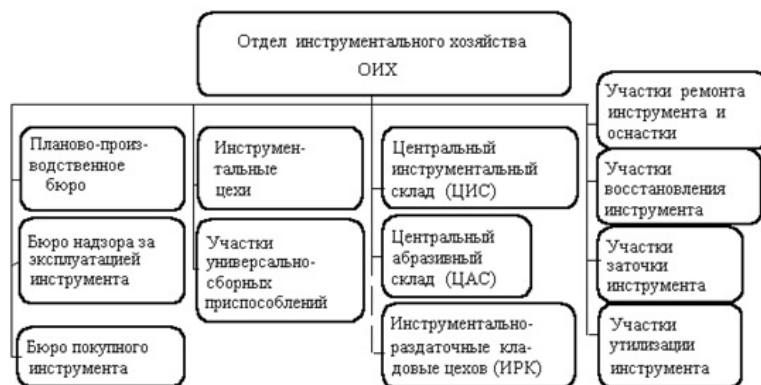 Отдел инструментального хозяйства
ОИХ
Планово-произ-
водственное
бюро
Бюро надзора за
эксплуатацией
инструмента
Бюро покупного
инструмента
Инструмен-
тальные
цехи
Участки
универсально-
сборных
приспособлений
Центральный
инструментальный
склад (ЦИС)
Центральный
абразивный
склад (ЦАС)
Инструментально-
раздаточные кла-
довые цехов (ИРК)
Участки ремонта
инструмента и
оснастки
Участки
восстановления
инструмента
Участки
заточки
инструмента
Участки
утилизации
инструмента